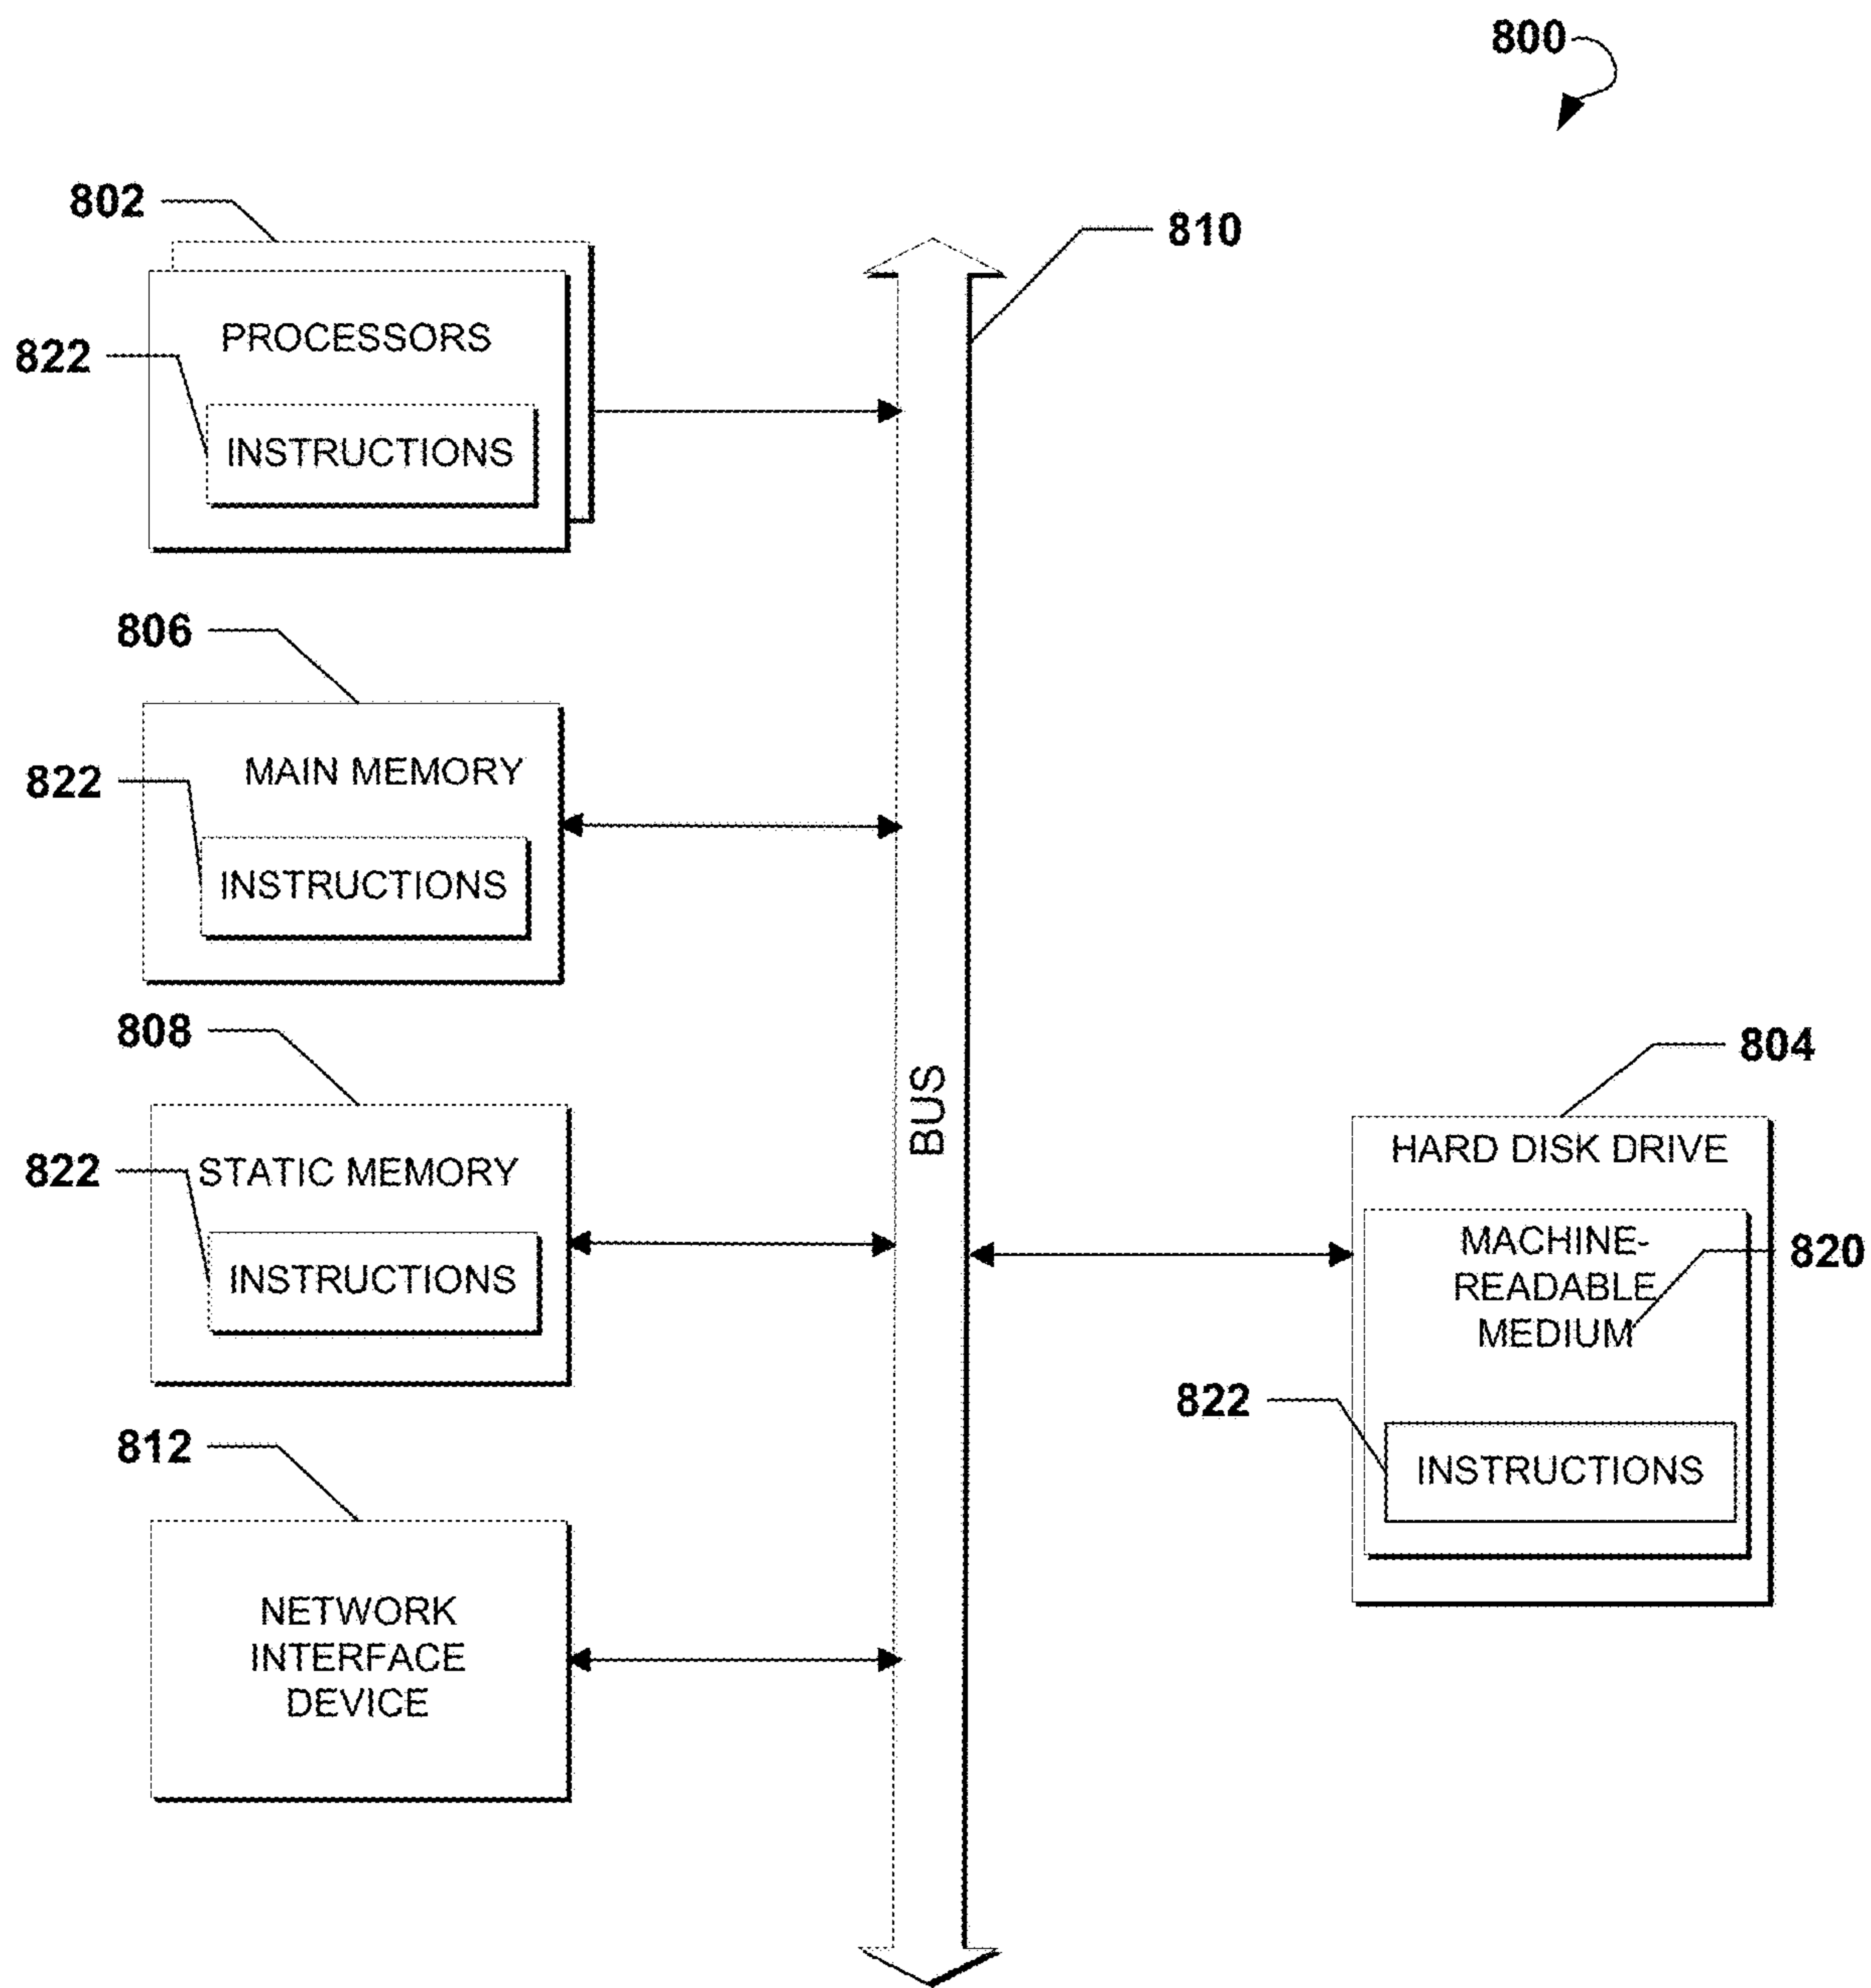 800
802
810
PROCESSORS
822
INSTRUCTIONS
806
MAIN MEMORY
822
INSTRUCTIONS
808
STATIC MEMORY
822
INSTRUCTIONS
BUS
804
HARD DISK DRIVE
MACHINE-
READABLE
MEDIUM
820
822
INSTRUCTIONS
812
NETWORK
INTERFACE
DEVICE